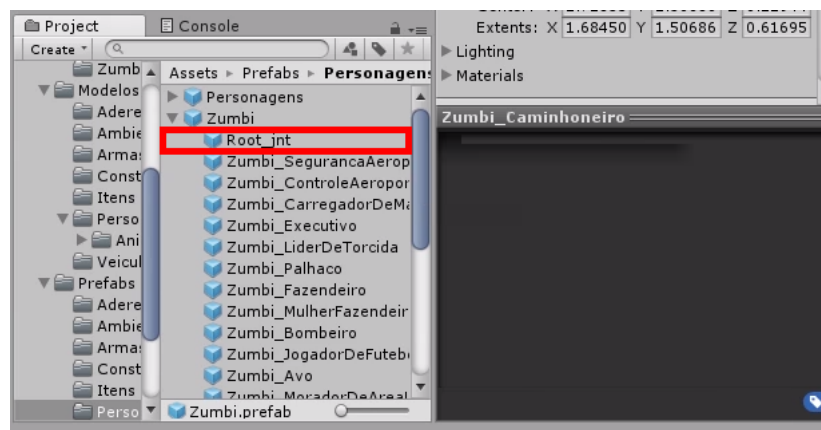 Project
Console
Create
Zumb
Modelos
Adere
Ambie
Armas
Const
Itens
Perso
Ani
Veicul
Prefabs
Adere
Ambie
Armas
Const
Itens
Perso
Assets ▸ Prefabs ▸ Personagens
Personagens
Zumbi
Root_jnt
Zumbi_SegurancaAerop
Zumbi_ControleAeropor
Zumbi_CarregadorDeMa
Zumbi_Executivo
Zumbi_LiderDeTorcida
Zumbi_Palhaco
Zumbi_Fazendeiro
Zumbi_MulherFazendeir
Zumbi_Bombeiro
Zumbi_JogadorDeFutebo
Zumbi_Avo
Zumbi_MoradorDeAreaI
Zumbi.prefab
Extents: X 1.68450 Y 1.50686 Z 0.61695
Lighting
Materials
Zumbi_Caminhoneiro